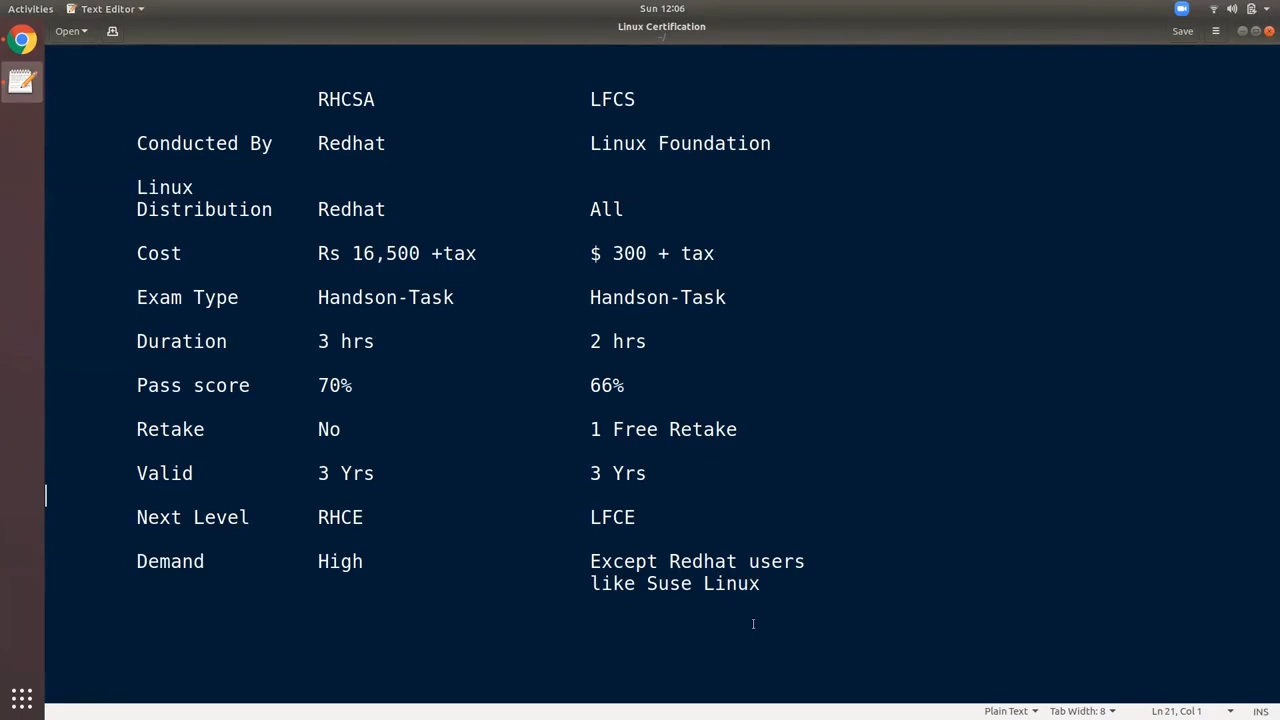 Activities Text Editor Sun 12:06
Open Linux Certification Save
~/
RHCSA LFCS
Conducted By Redhat Linux Foundation
Linux
Distribution Redhat All
Cost Rs 16,500 +tax $ 300 + tax
Exam Type Handson-Task Handson-Task
Duration 3 hrs 2 hrs
Pass score 70% 66%
Retake No 1 Free Retake
Valid 3 Yrs 3 Yrs
Next Level RHCE LFCE
Demand High Except Redhat users
like Suse Linux
Plain Text Tab Width: 8 Ln 21, Col 1 INS